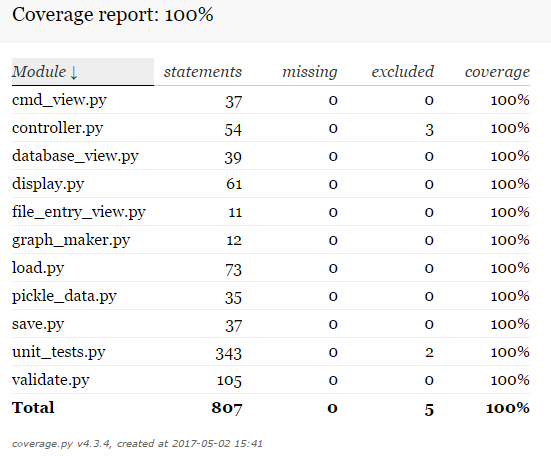 Coverage report: 100%
Module ↓ statements missing excluded coverage
cmd_view.py 37 0 0 100%
controller.py 54 0 3 100%
database_view.py 39 0 0 100%
display.py 61 0 0 100%
file_entry_view.py 11 0 0 100%
graph_maker.py 12 0 0 100%
load.py 73 0 0 100%
pickle_data.py 35 0 0 100%
save.py 37 0 0 100%
unit_tests.py 343 0 2 100%
validate.py 105 0 0 100%
Total 807 0 5 100%
coverage.py v4.3.4, created at 2017-05-02 15:41